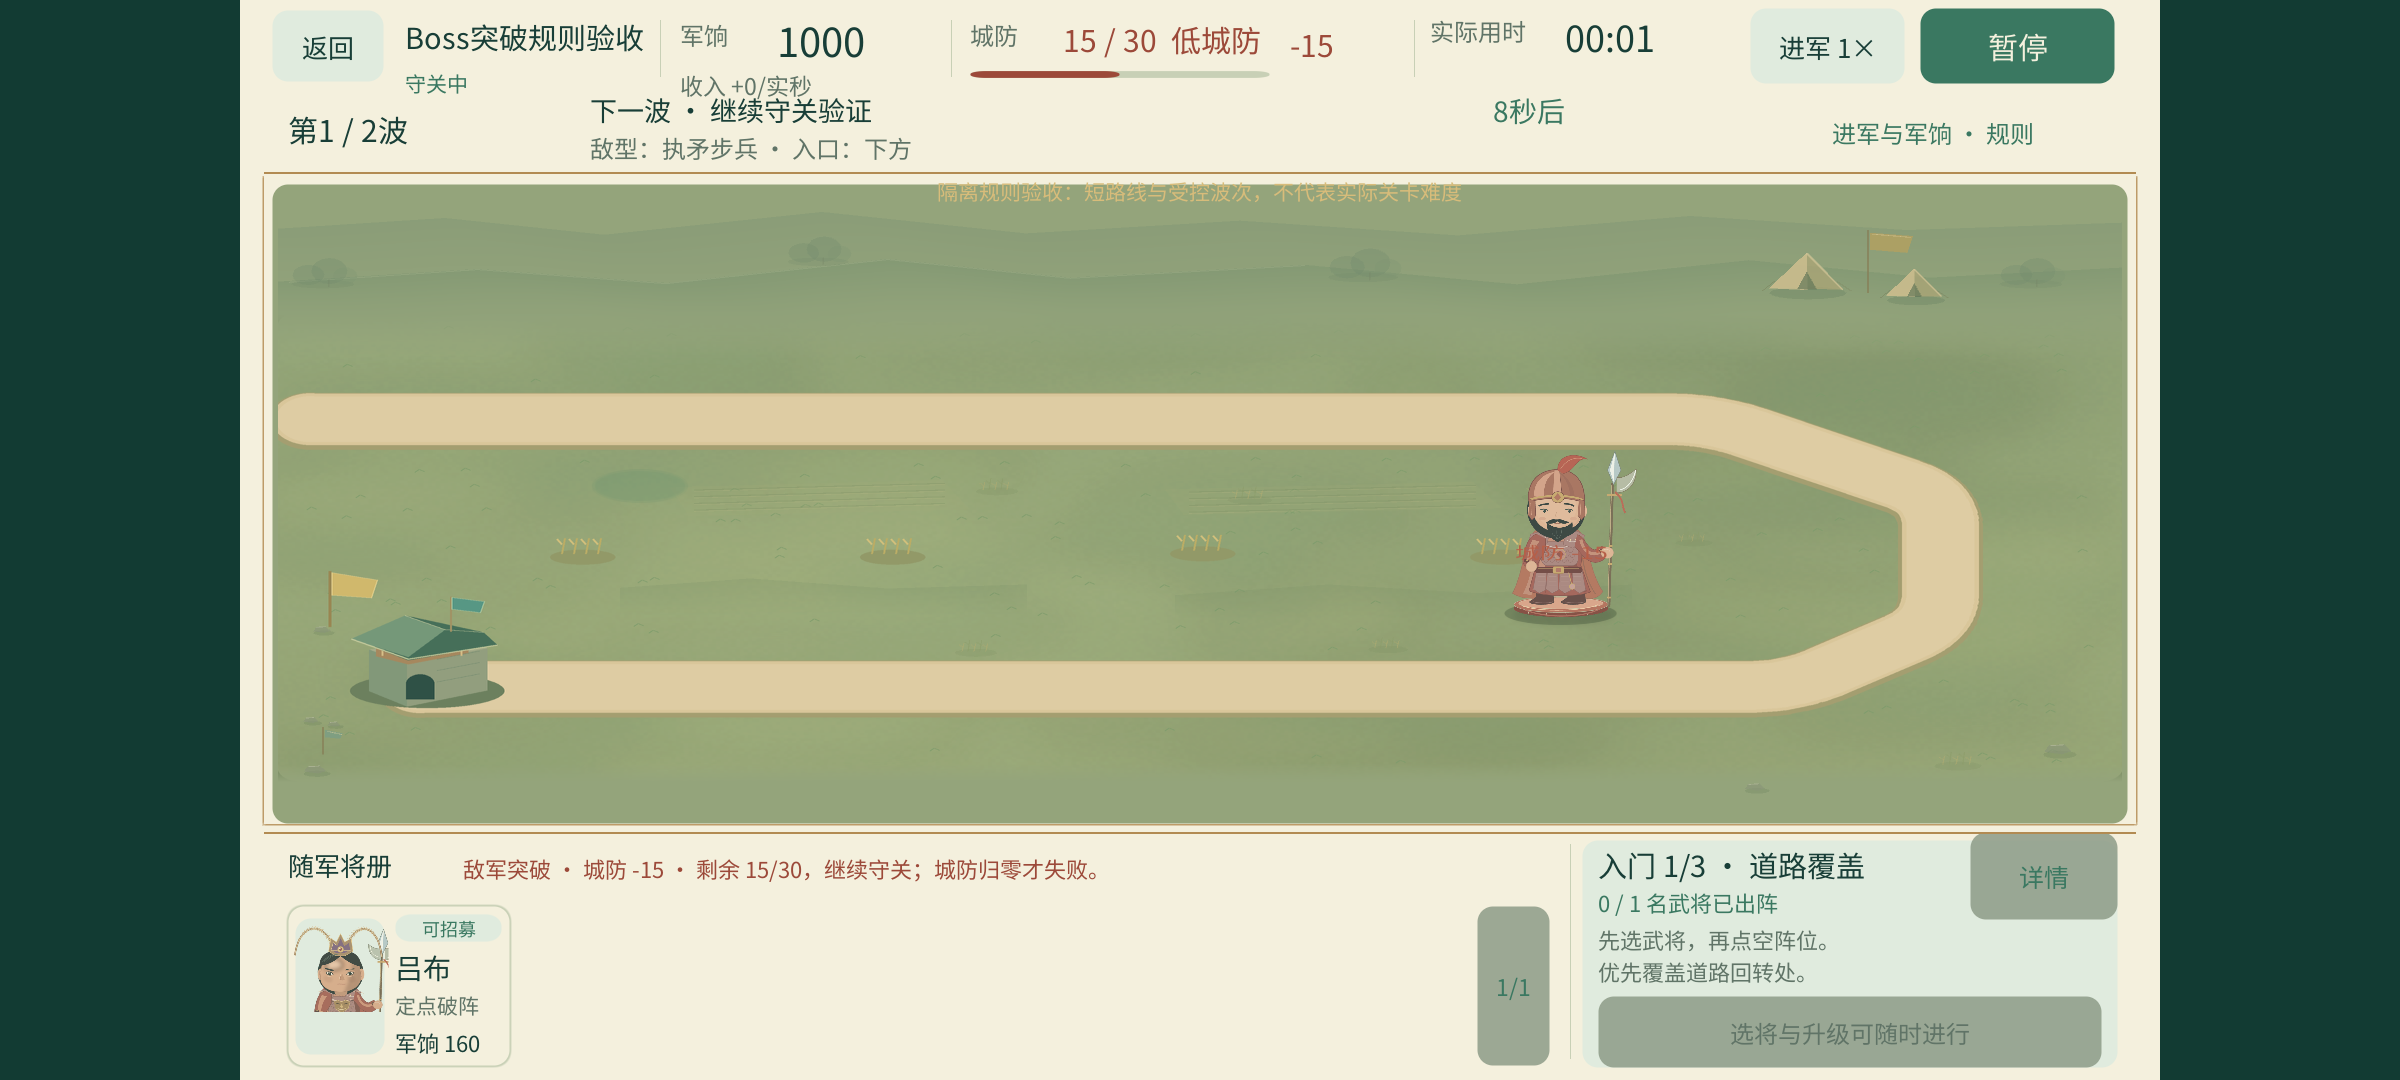 返回
Boss突破规则验收
守关中
军饷 1000
收入 +0/实秒
城防 15 / 30 低城防 -15
实际用时 00:01
进军 1×
暂停
第1 / 2波
下一波 · 继续守关验证
敌型：执矛步兵 · 入口：下方
8秒后
进军与军饷 · 规则
隔离规则验收：短路线与受控波次，不代表实际关卡难度
随军将册
敌军突破 · 城防 -15 · 剩余 15/30，继续守关；城防归零才失败。
可招募
吕布
定点破阵
军饷 160
1/1
入门 1/3 · 道路覆盖
详情
0 / 1 名武将已出阵
先选武将，再点空阵位。
优先覆盖道路回转处。
选将与升级可随时进行